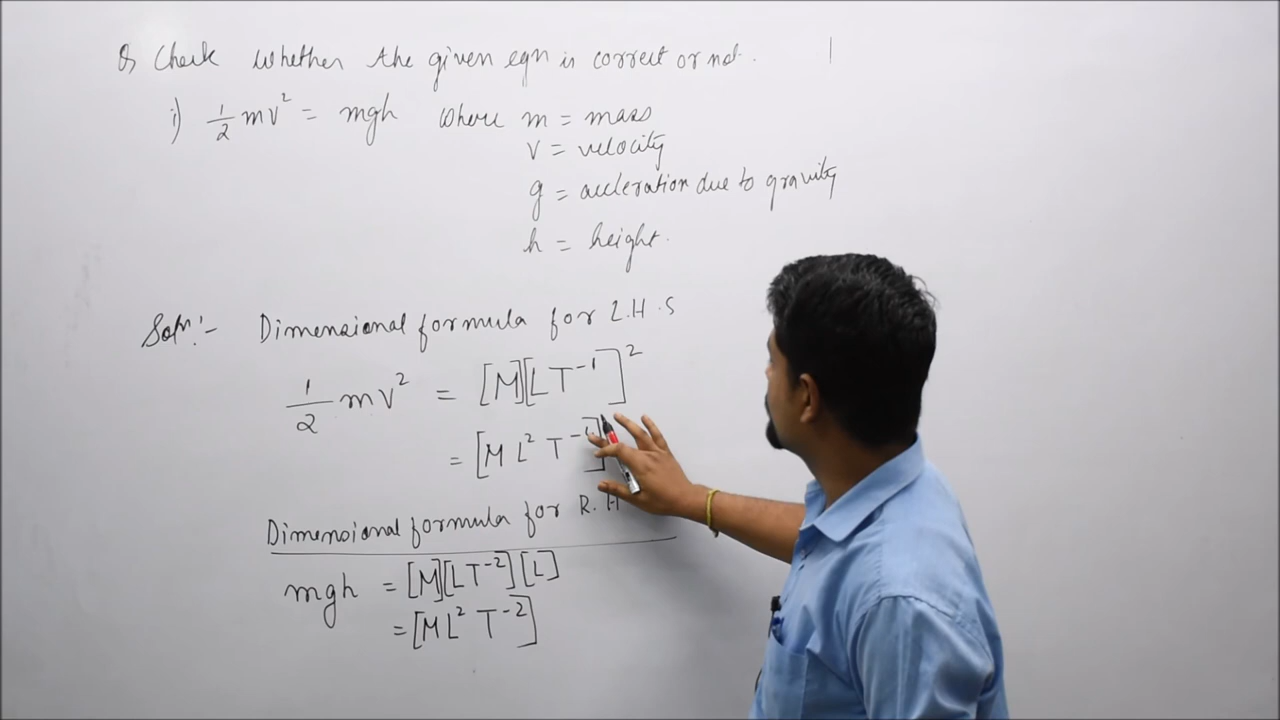 Q Check whether the given eqn is correct or not.
i) 1/2 mv² = mgh where m = mass
v = velocity
g = accleration due to gravity
h = height.
Soln:- Dimensional formula for L.H.S
1/2 mv² = [M][LT⁻¹]²
= [ML²T⁻²]
Dimensional formula for R.H
mgh = [M][LT⁻²][L]
= [ML²T⁻²]